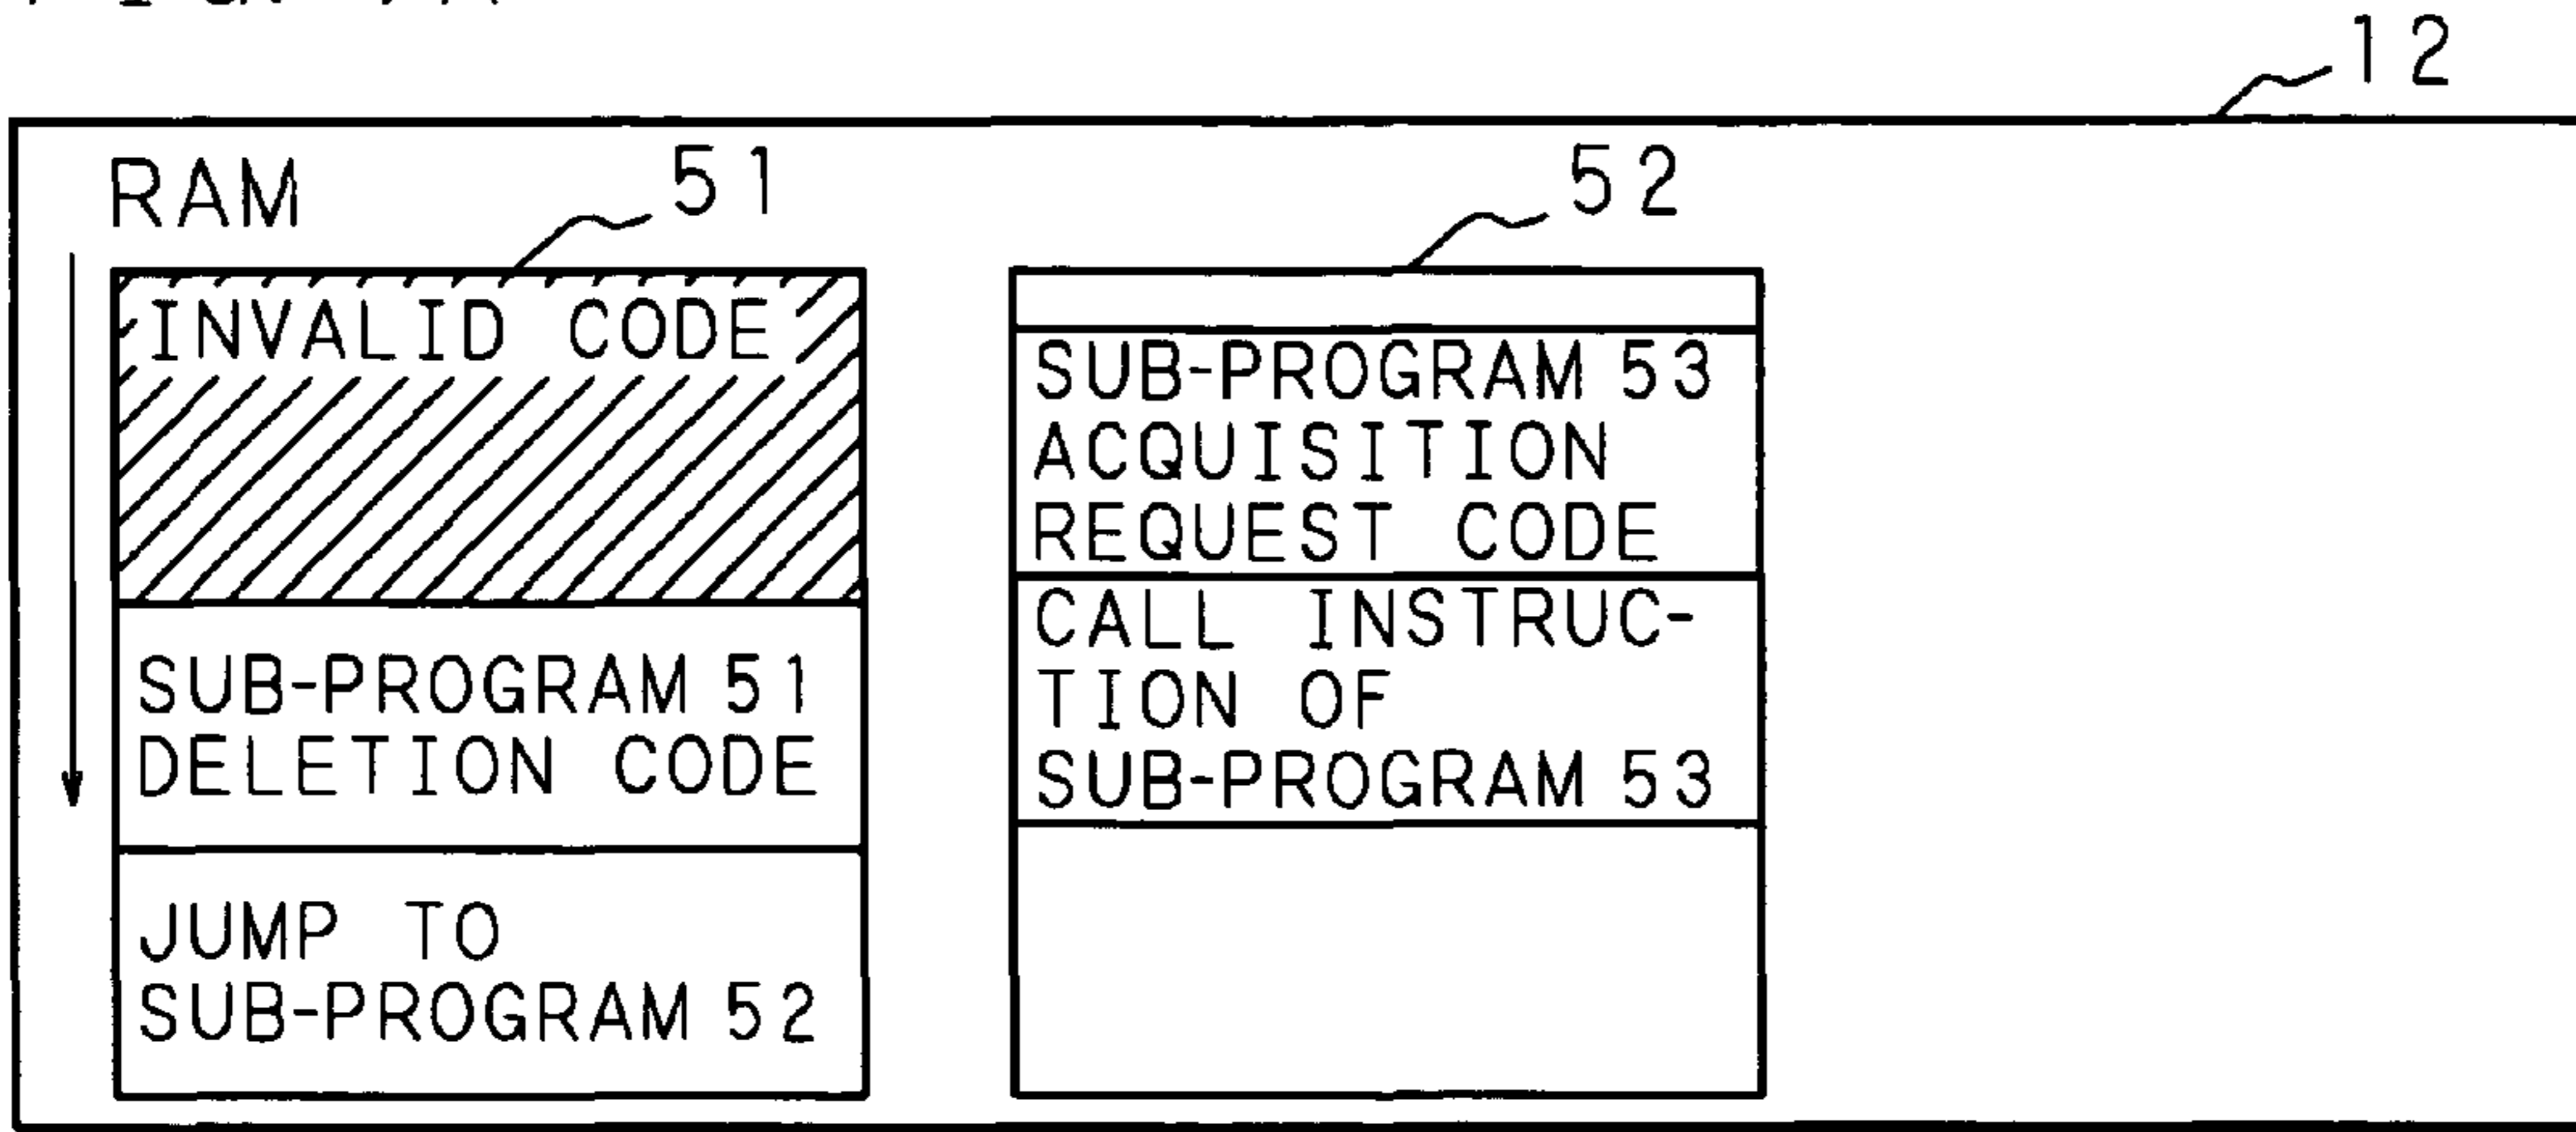 12
RAM
51
52
INVALID CODE
SUB-PROGRAM 51
DELETION CODE
JUMP TO
SUB-PROGRAM 52
SUB-PROGRAM 53
ACQUISITION
REQUEST CODE
CALL INSTRUC-
TION OF
SUB-PROGRAM 53